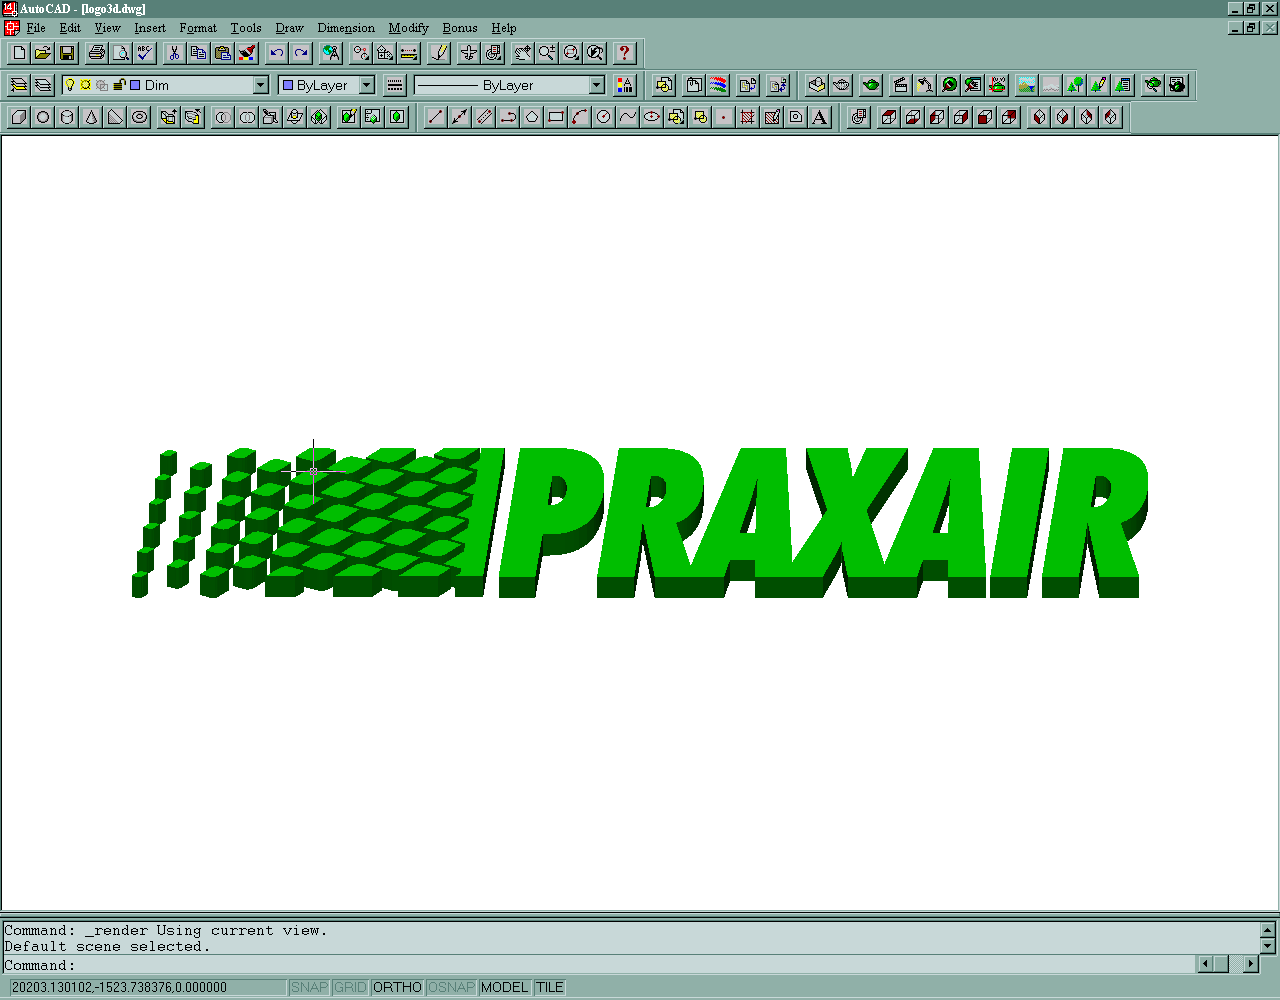 AutoCAD - [logo3d.dwg]
File Edit View Insert Format Tools Draw Dimension Modify Bonus Help
Dim ByLayer ByLayer
PRAXAIR
Command: _render Using current view.
Default scene selected.
Command:
20203.130102,-1523.738376,0.000000 SNAP GRID ORTHO OSNAP MODEL TILE